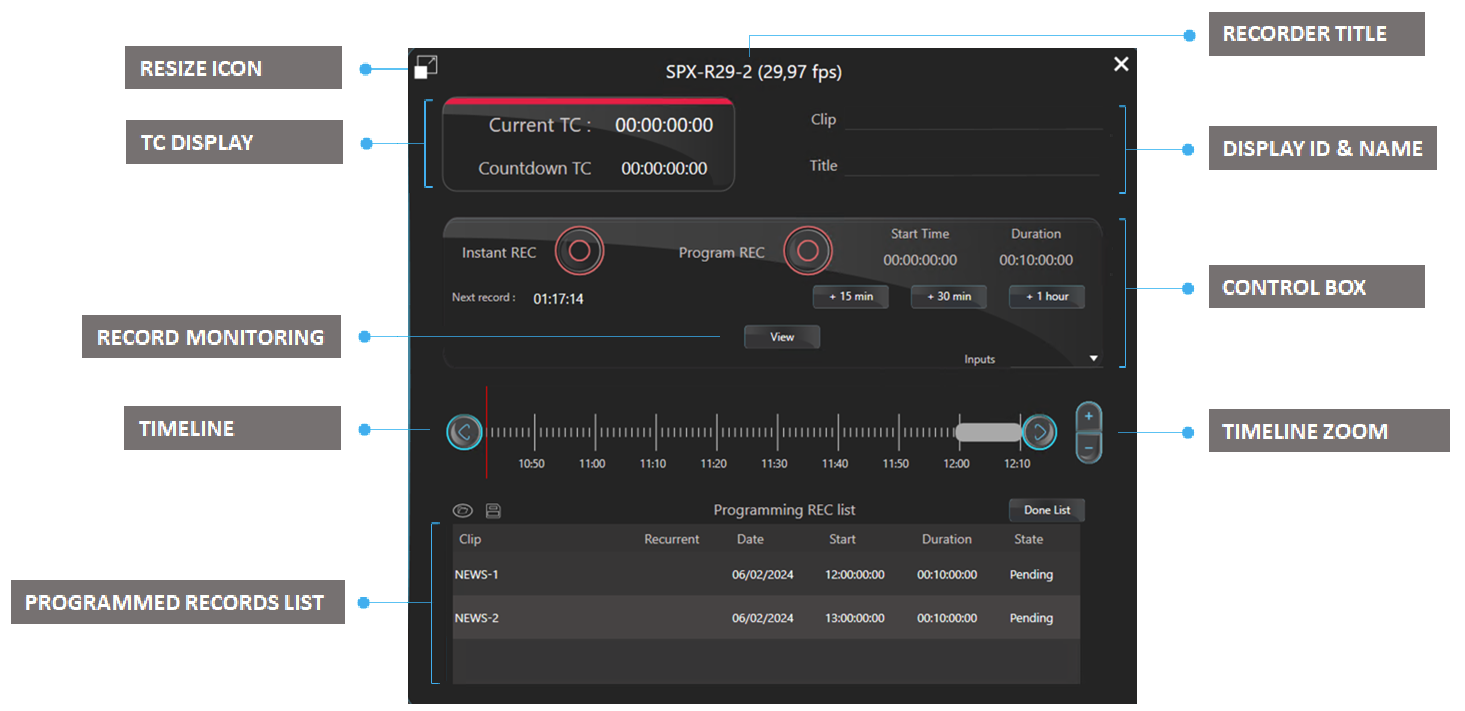 RECORDER TITLE
RESIZE ICON
SPX-R29-2 (29,97 fps)
TC DISPLAY
Current TC : 00:00:00:00
Countdown TC 00:00:00:00
Clip
Title
DISPLAY ID & NAME
Instant REC
Program REC
Start Time
Duration
00:00:00:00
00:10:00:00
Next record : 01:17:14
+ 15 min
+ 30 min
+ 1 hour
CONTROL BOX
RECORD MONITORING
View
Inputs
TIMELINE
+
−
TIMELINE ZOOM
10:50 11:00 11:10 11:20 11:30 11:40 11:50 12:00 12:10
Programming REC list
Done List
Clip Recurrent Date Start Duration State
NEWS-1 06/02/2024 12:00:00:00 00:10:00:00 Pending
NEWS-2 06/02/2024 13:00:00:00 00:10:00:00 Pending
PROGRAMMED RECORDS LIST